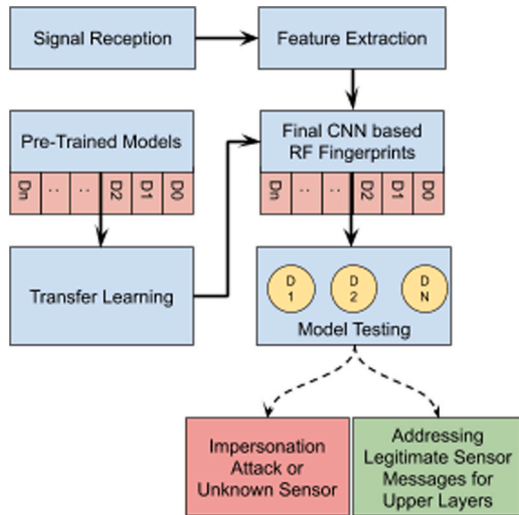 Signal Reception
Feature Extraction
Pre-Trained Models
Dn
. .
. .
D2
D1
D0
Final CNN based
RF Fingerprints
Dn
. .
. .
D2
D1
D0
Transfer Learning
D
1
D
2
D
N
Model Testing
Impersonation
Attack or
Unknown Sensor
Addressing
Legitimate Sensor
Messages for
Upper Layers